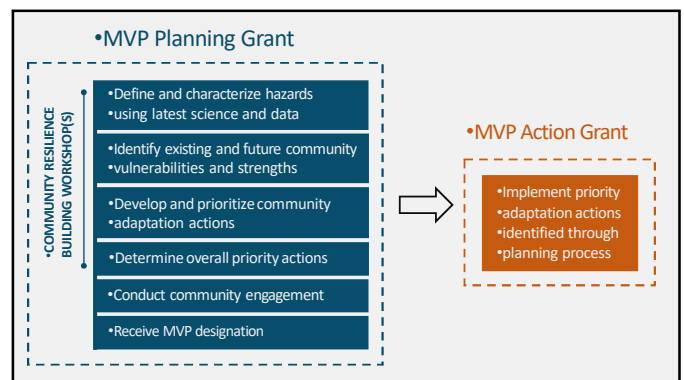 •MVP Planning Grant
•COMMUNITY RESILIENCE
BUILDING WORKSHOP(S)
•Define and characterize hazards
•using latest science and data
•Identify existing and future community
•vulnerabilities and strengths
•Develop and prioritize community
•adaptation actions
•Determine overall priority actions
•Conduct community engagement
•Receive MVP designation
•MVP Action Grant
•Implement priority
•adaptation actions
•identified through
•planning process